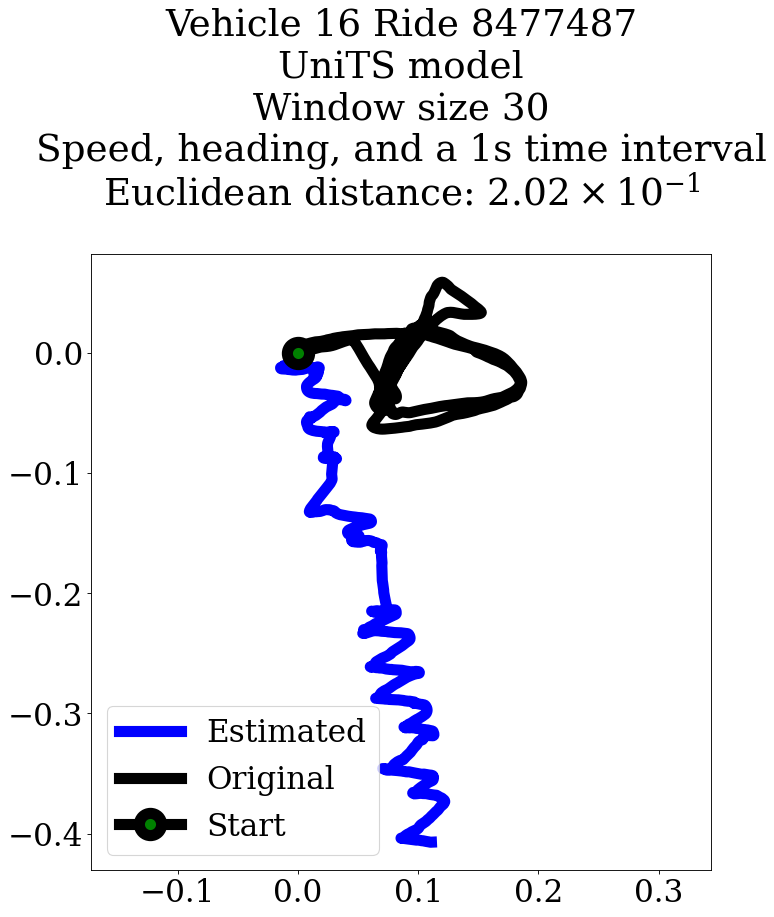 Vehicle 16 Ride 8477487
UniTS model
Window size 30
Speed, heading, and a 1s time interval
Euclidean distance: 2.02 × 10⁻¹
0.0
−0.1
−0.2
−0.3
−0.4
Estimated
Original
Start
−0.1 0.0 0.1 0.2 0.3